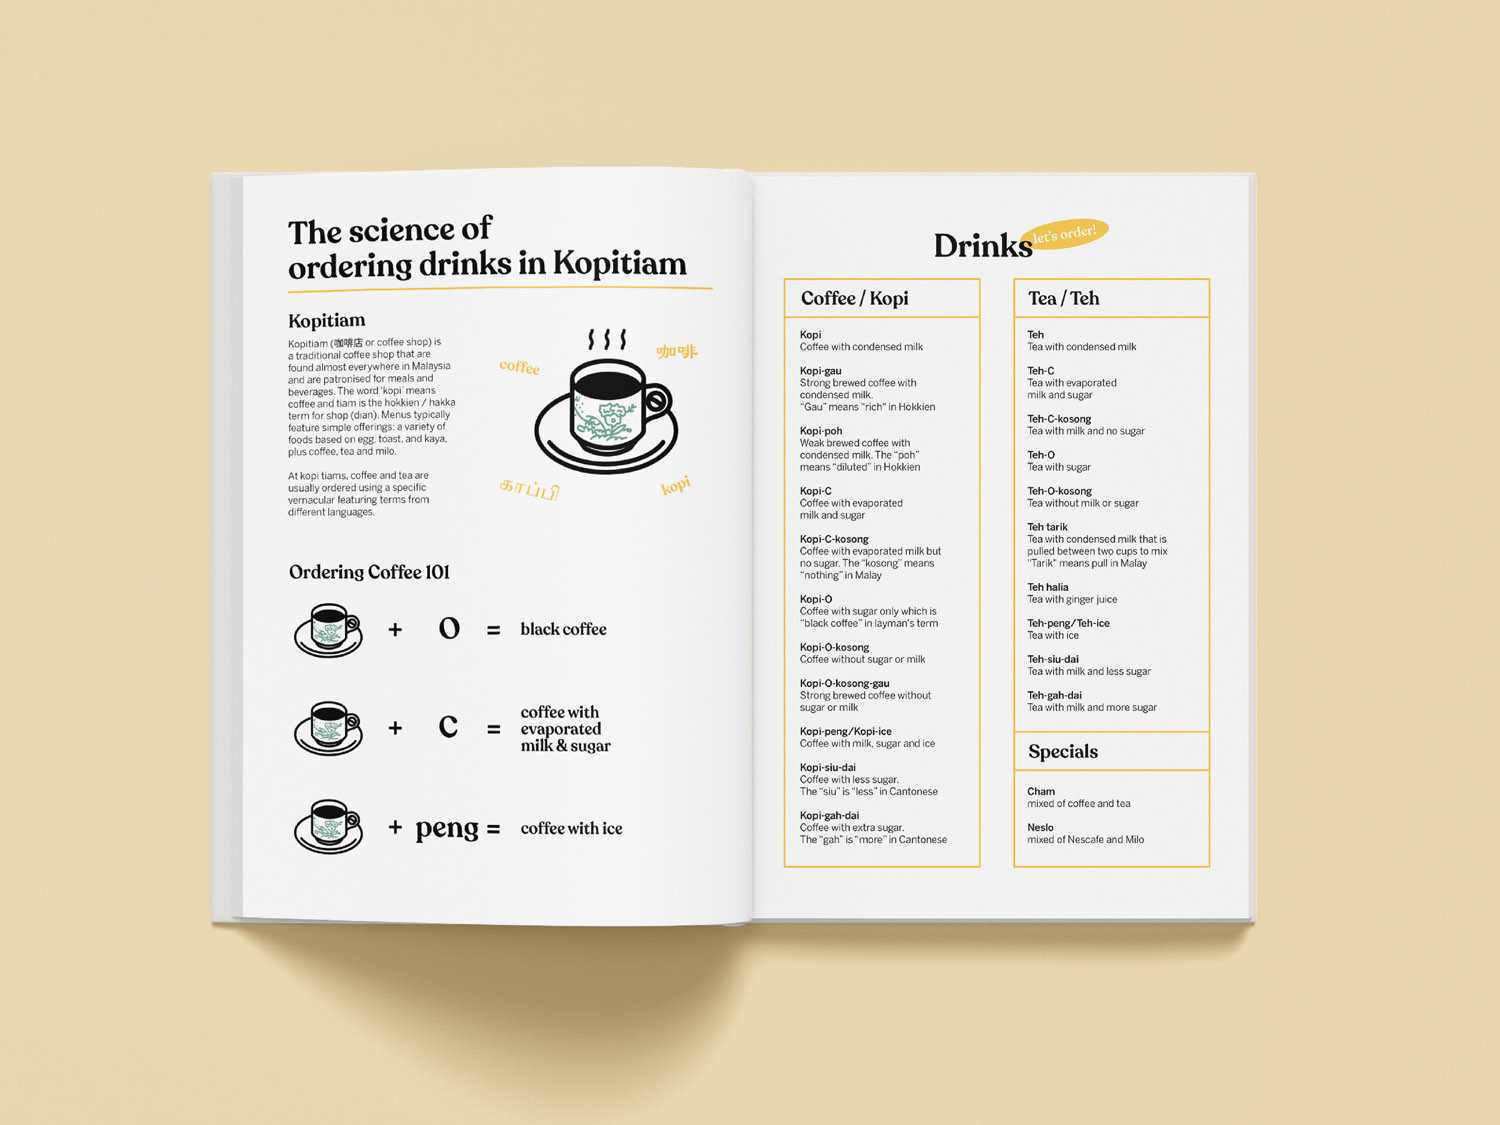 The science of
ordering drinks in Kopitiam
Kopitiam
Kopitiam (咖啡店 or coffee shop) is
a traditional coffee shop that are
found almost everywhere in Malaysia
and are patronised for meals and
beverages. The word 'kopi' means
coffee and tiam is the hokkien / hakka
term for shop (dian). Menus typically
feature simple offerings: a variety of
foods based on egg, toast, and kaya,
plus coffee, tea and milo.
At kopi tiams, coffee and tea are
usually ordered using a specific
vernacular featuring terms from
different languages.
coffee
咖啡
காப்பி
kopi
Ordering Coffee 101
+ O = black coffee
+ C = coffee with
evaporated
milk & sugar
+ peng = coffee with ice
Drinks
let's order!
Coffee / Kopi
Kopi
Coffee with condensed milk
Kopi-gau
Strong brewed coffee with
condensed milk.
"Gau" means "rich" in Hokkien
Kopi-poh
Weak brewed coffee with
condensed milk. The "poh"
means "diluted" in Hokkien
Kopi-C
Coffee with evaporated
milk and sugar
Kopi-C-kosong
Coffee with evaporated milk but
no sugar. The "kosong" means
"nothing" in Malay
Kopi-O
Coffee with sugar only which is
"black coffee" in layman's term
Kopi-O-kosong
Coffee without sugar or milk
Kopi-O-kosong-gau
Strong brewed coffee without
sugar or milk
Kopi-peng/Kopi-ice
Coffee with milk, sugar and ice
Kopi-siu-dai
Coffee with less sugar.
The "siu" is "less" in Cantonese
Kopi-gah-dai
Coffee with extra sugar.
The "gah" is "more" in Cantonese
Tea / Teh
Teh
Tea with condensed milk
Teh-C
Tea with evaporated
milk and sugar
Teh-C-kosong
Tea with milk and no sugar
Teh-O
Tea with sugar
Teh-O-kosong
Tea without milk or sugar
Teh tarik
Tea with condensed milk that is
pulled between two cups to mix
"Tarik" means pull in Malay
Teh halia
Tea with ginger juice
Teh-peng/Teh-ice
Tea with ice
Teh-siu-dai
Tea with milk and less sugar
Teh-gah-dai
Tea with milk and more sugar
Specials
Cham
mixed of coffee and tea
Neslo
mixed of Nescafe and Milo